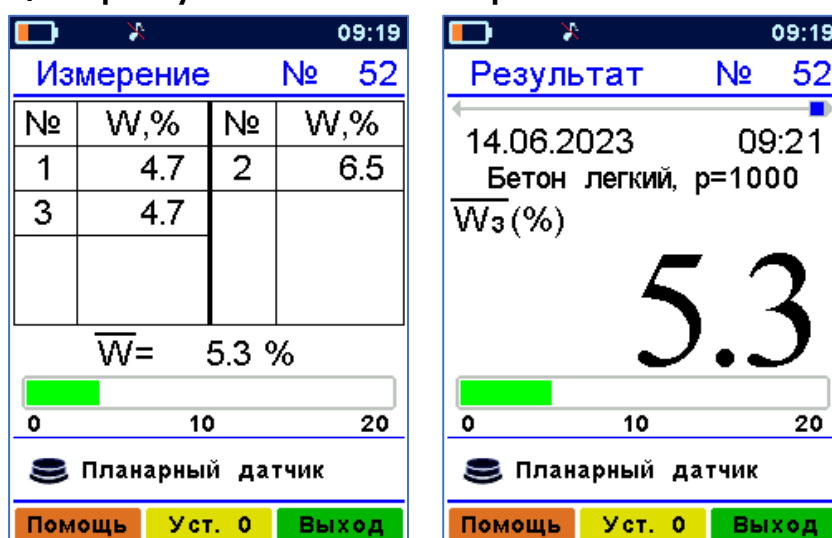 09:19
Измерение № 52
№ W,% № W,%
1 4.7 2 6.5
3 4.7
W= 5.3 %
0 10 20
Планарный датчик
Помощь Уст. 0 Выход
09:19
Результат № 52
14.06.2023 09:21
Бетон легкий, р=1000
W3 (%)
5.3
0 10 20
Планарный датчик
Помощь Уст. 0 Выход